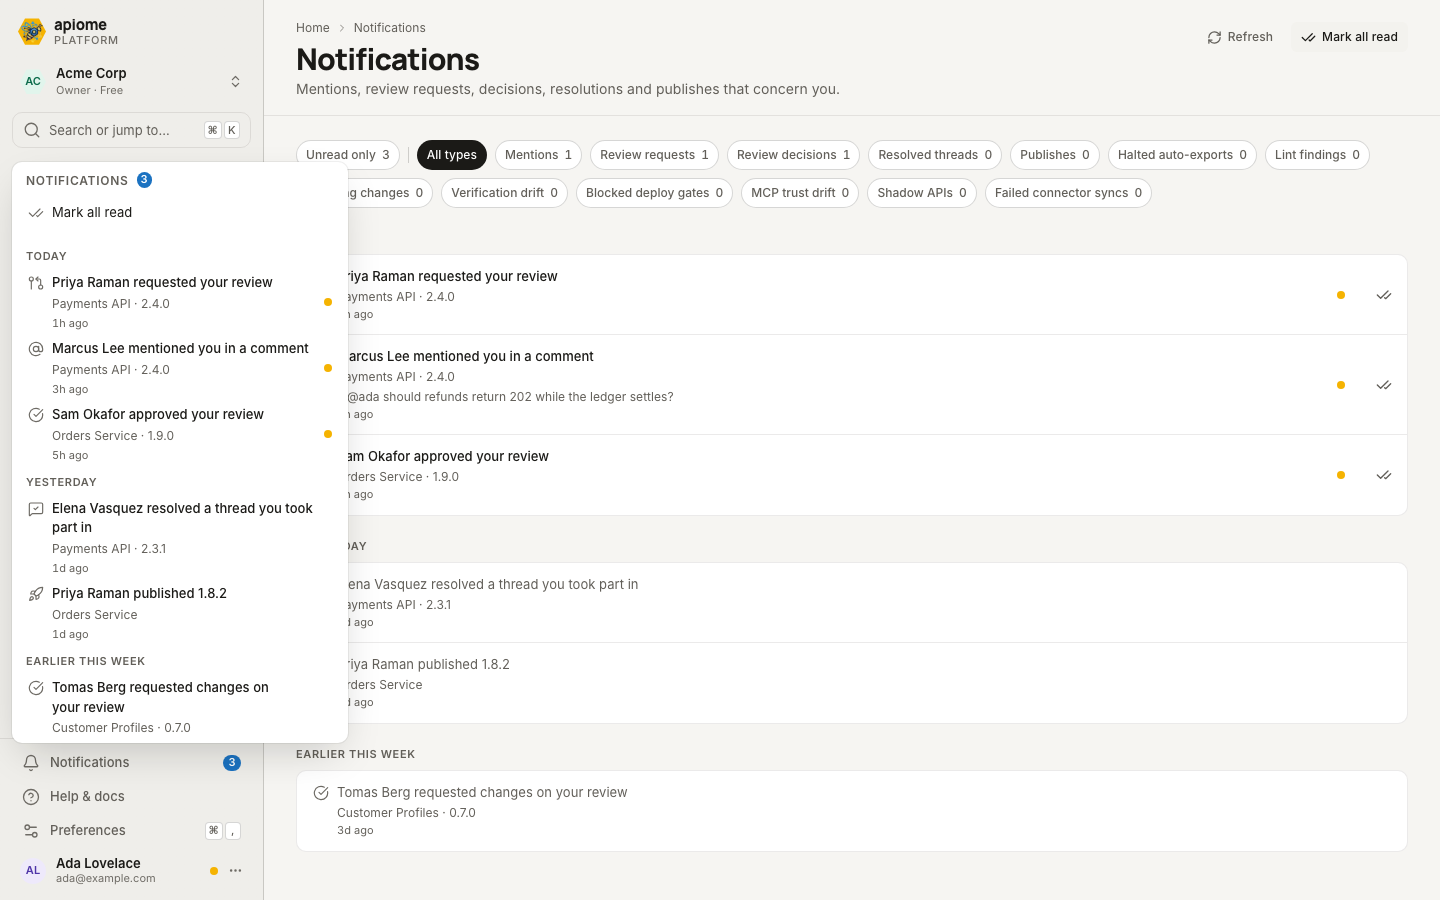 apiome
PLATFORM
AC
Acme Corp
Owner · Free
Search or jump to...
⌘ K
NOTIFICATIONS 3
Mark all read
TODAY
Priya Raman requested your review
Payments API · 2.4.0
1h ago
Marcus Lee mentioned you in a comment
Payments API · 2.4.0
3h ago
Sam Okafor approved your review
Orders Service · 1.9.0
5h ago
YESTERDAY
Elena Vasquez resolved a thread you took
part in
Payments API · 2.3.1
1d ago
Priya Raman published 1.8.2
Orders Service
1d ago
EARLIER THIS WEEK
Tomas Berg requested changes on
your review
Customer Profiles · 0.7.0
Notifications 3
Help & docs
Preferences ⌘ ,
AL
Ada Lovelace
ada@example.com
Home > Notifications
Notifications
Mentions, review requests, decisions, resolutions and publishes that concern you.
Refresh
Mark all read
Unread only 3
All types
Mentions 1
Review requests 1
Review decisions 1
Resolved threads 0
Publishes 0
Halted auto-exports 0
Lint findings 0
changes 0
Verification drift 0
Blocked deploy gates 0
MCP trust drift 0
Shadow APIs 0
Failed connector syncs 0
Raman requested your review
API · 2.4.0
ago
Lee mentioned you in a comment
API · 2.4.0
@ada should refunds return 202 while the ledger settles?
ago
Okafor approved your review
Service · 1.9.0
ago
Vasquez resolved a thread you took part in
API · 2.3.1
ago
Raman published 1.8.2
Service
ago
EARLIER THIS WEEK
Tomas Berg requested changes on your review
Customer Profiles · 0.7.0
3d ago